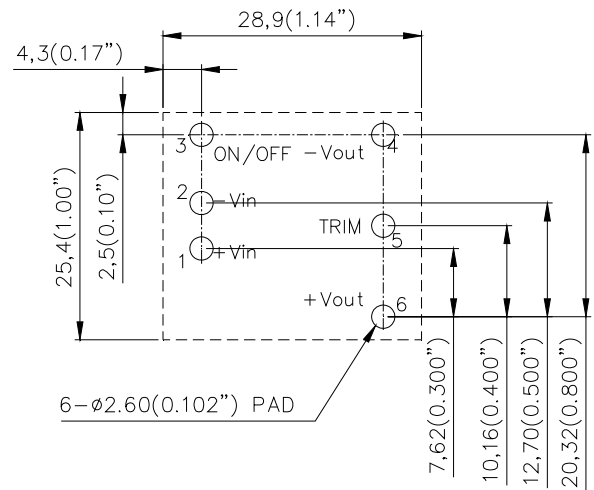 28,9(1.14")
4,3(0.17")
3
ON/OFF
-Vout
4
2
-Vin
TRIM
5
1
+Vin
+Vout
6
25,4(1.00")
2,5(0.10")
6-ø2.60(0.102") PAD
7,62(0.300")
10,16(0.400")
12,70(0.500")
20,32(0.800")